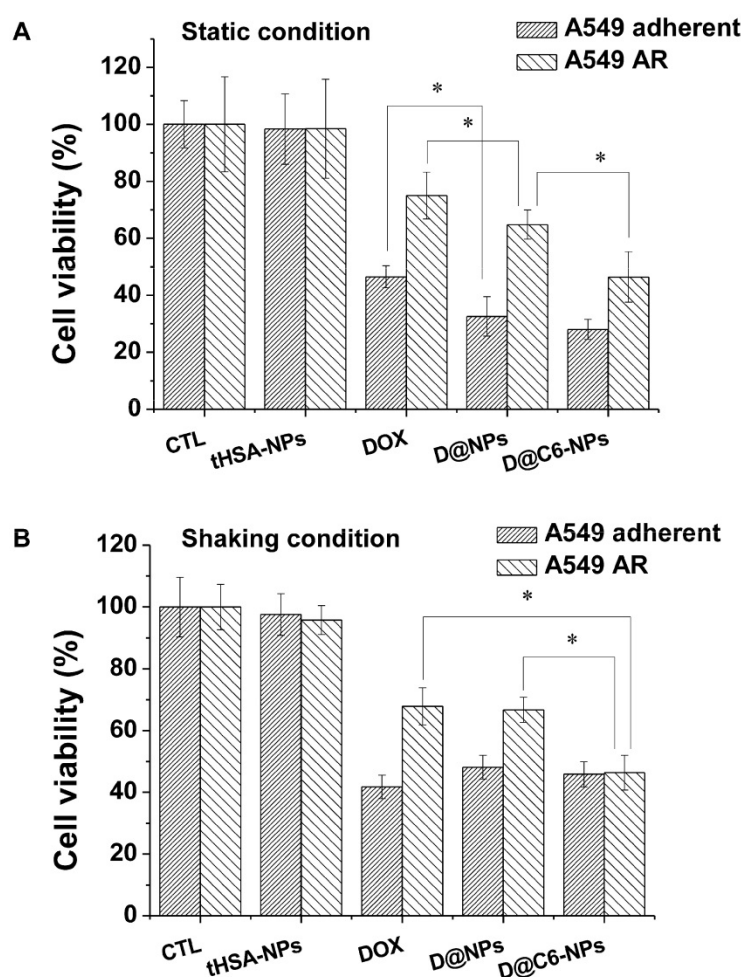 A
Static condition
A549 adherent
A549 AR
Cell viability (%)
120
100
80
60
40
20
0
*
*
*
CTL
tHSA-NPs
DOX
D@NPs
D@C6-NPs
B
Shaking condition
A549 adherent
A549 AR
Cell viability (%)
120
100
80
60
40
20
0
*
*
CTL
tHSA-NPs
DOX
D@NPs
D@C6-NPs